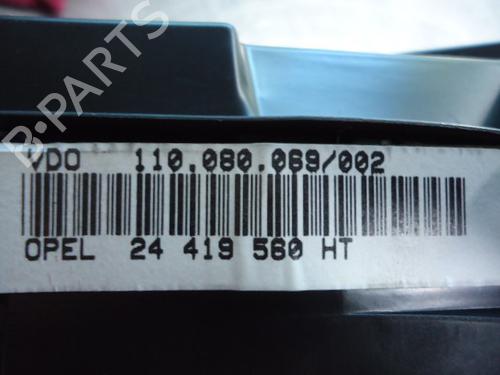 B-PARTS
VDO 110.080.069/002
OPEL 24 419 560 HT